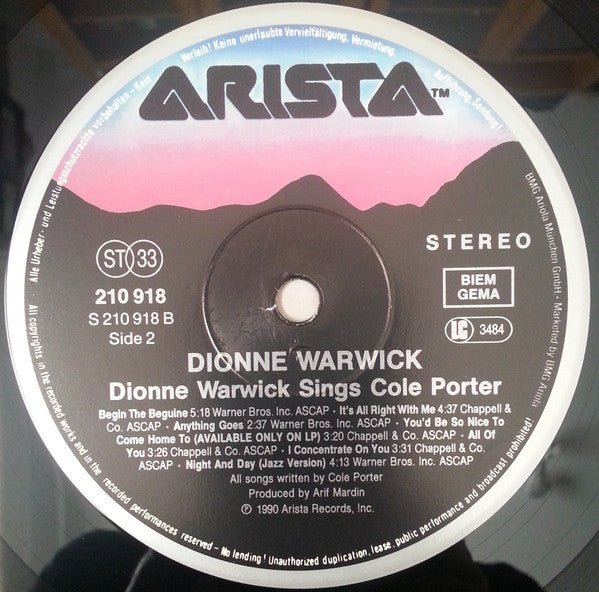 Alle Urheber- und Leistungsschutzrechte vorbehalten - Kein Verleih! Keine unerlaubte Vervielfältigung, Vermietung, Aufführung, Sendung!
ARISTA™
ST 33
STEREO
210 918
S 210 918 B
Side 2
BIEM
GEMA
LC 3484
DIONNE WARWICK
Dionne Warwick Sings Cole Porter
Begin The Beguine 5:18 Warner Bros. Inc. ASCAP · It's All Right With Me 4:37 Chappell &
Co. ASCAP · Anything Goes 2:37 Warner Bros. Inc. ASCAP · You'd Be So Nice To
Come Home To (AVAILABLE ONLY ON LP) 3:20 Chappell & Co. ASCAP · All Of
You 3:26 Chappell & Co. ASCAP · I Concentrate On You 3:31 Chappell & Co.
ASCAP · Night And Day (Jazz Version) 4:13 Warner Bros. Inc. ASCAP
All songs written by Cole Porter
Produced by Arif Mardin
℗ 1990 Arista Records, Inc.
BMG Ariola München GmbH · Marketed by BMG Ariola
All copyrights in the recorded works and in the recorded performances reserved - No lending! Unauthorized duplication, lease, public performance and broadcast prohibited!